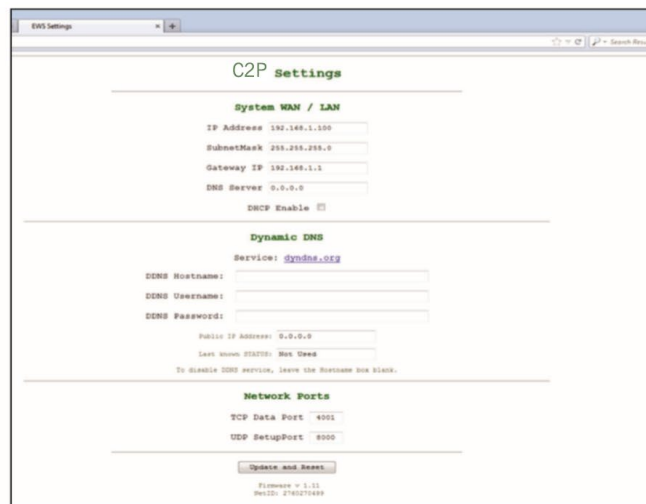 EWS Settings
Search Resu
C2P Settings
System WAN / LAN
IP Address 192.168.1.100
SubnetMask 255.255.255.0
Gateway IP 192.168.1.1
DNS Server 0.0.0.0
DHCP Enable
Dynamic DNS
Service: dyndns.org
DDNS Hostname:
DDNS Username:
DDNS Password:
Public IP Address: 0.0.0.0
Last known STATUS: Not Used
To disable DDNS service, leave the Hostname box blank.
Network Ports
TCP Data Port 4001
UDP SetupPort 8000
Update and Reset
Firmware v 1.11